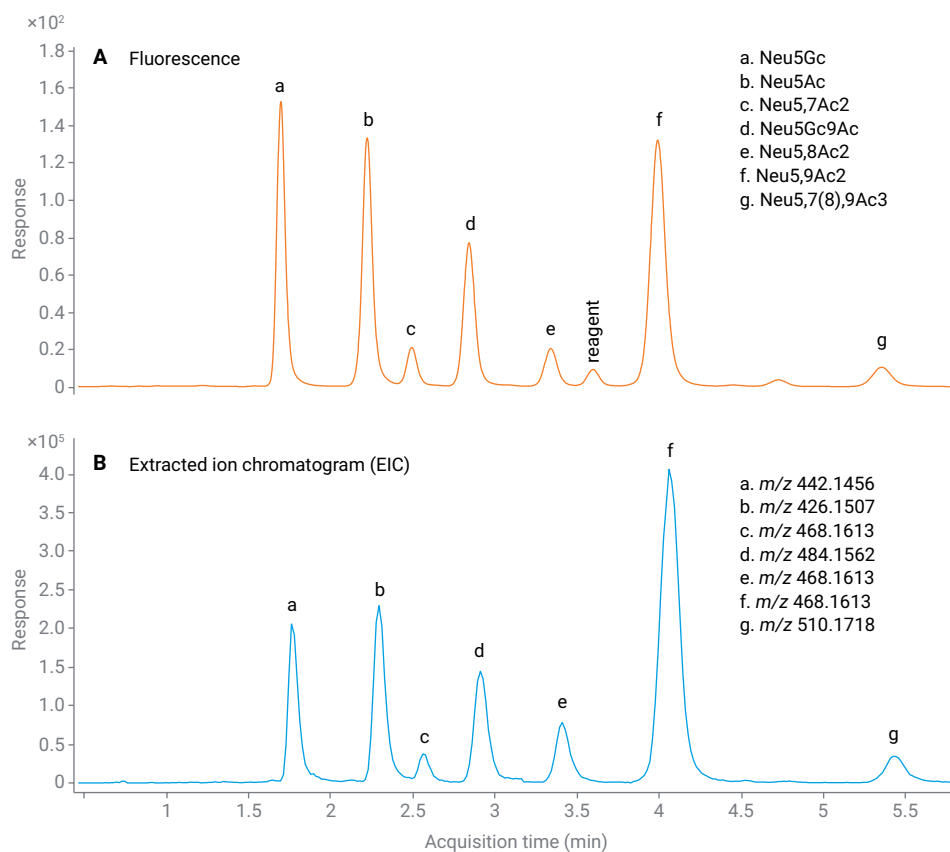 ×10²
A Fluorescence
1.8
1.6
1.4
1.2
1.0
0.8
0.6
0.4
0.2
0
Response
a
b
c
d
e
reagent
f
g
a. Neu5Gc
b. Neu5Ac
c. Neu5,7Ac2
d. Neu5Gc9Ac
e. Neu5,8Ac2
f. Neu5,9Ac2
g. Neu5,7(8),9Ac3
×10⁵
B Extracted ion chromatogram (EIC)
4.0
3.5
3.0
2.5
2.0
1.5
1.0
0.5
0
Response
a
b
c
d
e
f
g
a. m/z 442.1456
b. m/z 426.1507
c. m/z 468.1613
d. m/z 484.1562
e. m/z 468.1613
f. m/z 468.1613
g. m/z 510.1718
1 1.5 2 2.5 3 3.5 4 4.5 5 5.5
Acquisition time (min)